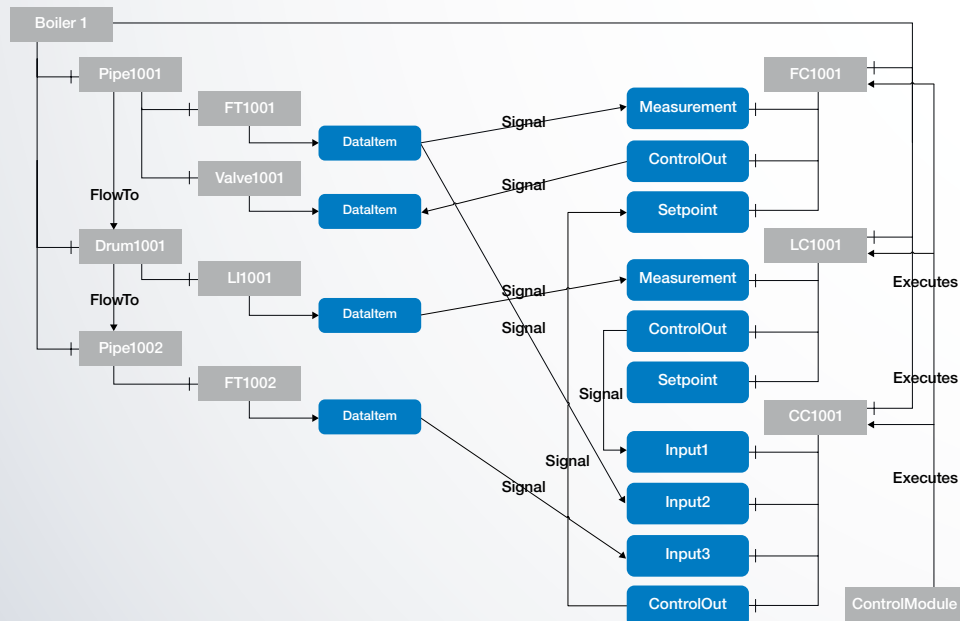 Boiler 1
Pipe1001
FC1001
FT1001
Measurement
Signal
DataItem
ControlOut
Valve1001
Signal
FlowTo
DataItem
Setpoint
Drum1001
LC1001
LI1001
Measurement
Executes
Signal
FlowTo
DataItem
Signal
ControlOut
Pipe1002
FT1002
Setpoint
Executes
Signal
DataItem
CC1001
Input1
Signal
Executes
Signal
Input2
Input3
ControlOut
ControlModule